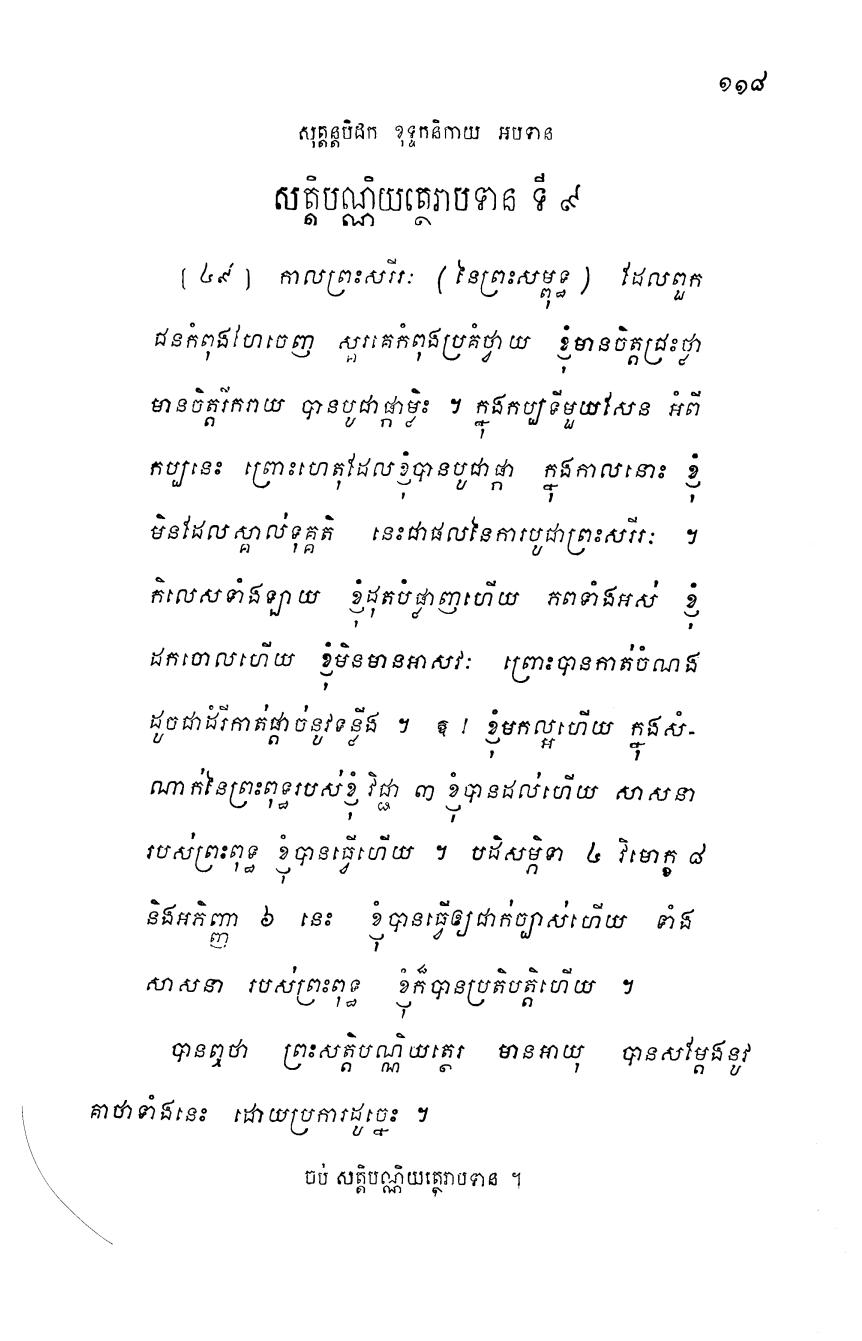 ១១៨
សុត្តន្តបិដក ខុទ្ទកនិកាយ អបទាន
សត្តិបណ្ណិយត្ថេរាបទាន ទី ៩
[ ៤៩ ] កាលព្រះសរីរៈ ( នៃព្រះសម្ពុទ្ធ ) ដែលពួក
ជនកំពុងហែចេញ ស្គរគេកំពុងប្រគំថ្វាយ ខ្ញុំមានចិត្តជ្រះថ្លា
មានចិត្តរីករាយ បានបូជាផ្កាម្លិះ ។ ក្នុងកប្បទីមួយសែន អំពី
កប្បនេះ ព្រោះហេតុដែលខ្ញុំបានបូជាផ្កា ក្នុងកាលនោះ ខ្ញុំ
មិនដែលស្គាល់ទុគ្គតិ នេះជាផលនៃការបូជាព្រះសរីរៈ ។
កិលេសទាំងឡាយ ខ្ញុំដុតបំផ្លាញហើយ ភពទាំងអស់ ខ្ញុំ
ដកចោលហើយ ខ្ញុំមិនមានអាសវៈ ព្រោះបានកាត់ចំណង
ដូចជាដំរីកាត់ផ្តាច់នូវទន្លីង ។ ឱ ! ខ្ញុំមកល្អហើយ ក្នុងសំ-
ណាក់នៃព្រះពុទ្ធរបស់ខ្ញុំ វិជ្ជា ៣ ខ្ញុំបានដល់ហើយ សាសនា
របស់ព្រះពុទ្ធ ខ្ញុំបានធ្វើហើយ ។ បដិសម្ភិទា ៤ វិមោក្ខ ៨
និងអភិញ្ញា ៦ នេះ ខ្ញុំបានធ្វើឲ្យជាក់ច្បាស់ហើយ ទាំង
សាសនា របស់ព្រះពុទ្ធ ខ្ញុំក៏បានប្រតិបត្តិហើយ ។
បានឮថា ព្រះសត្តិបណ្ណិយត្ថេរ មានអាយុ បានសម្តែងនូវ
គាថាទាំងនេះ ដោយប្រការដូច្នេះ ។
ចប់ សត្តិបណ្ណិយត្ថេរាបទាន ។